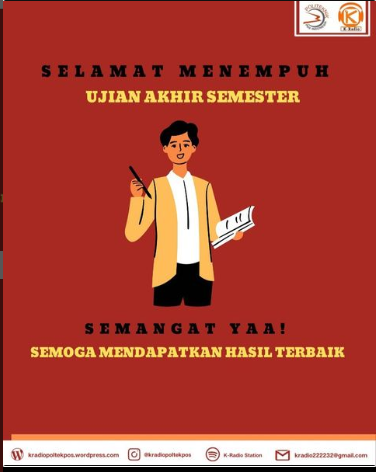 SELAMAT MENEMPUH
UJIAN AKHIR SEMESTER
SEMANGAT YAA!
SEMOGA MENDAPATKAN HASIL TERBAIK
kradiopoltekpos.wordpress.com @kradiopoltekpos K-Radio Station kradio222232@gmail.com